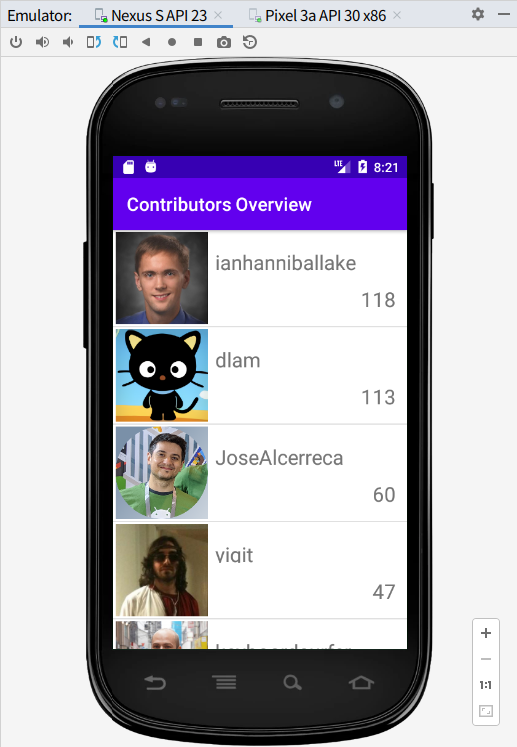 Emulator: Nexus S API 23 Pixel 3a API 30 x86
LTE 8:21
Contributors Overview
ianhanniballake
118
dlam
113
JoseAlcerreca
60
yigit
47
keyboardsurfer
1:1